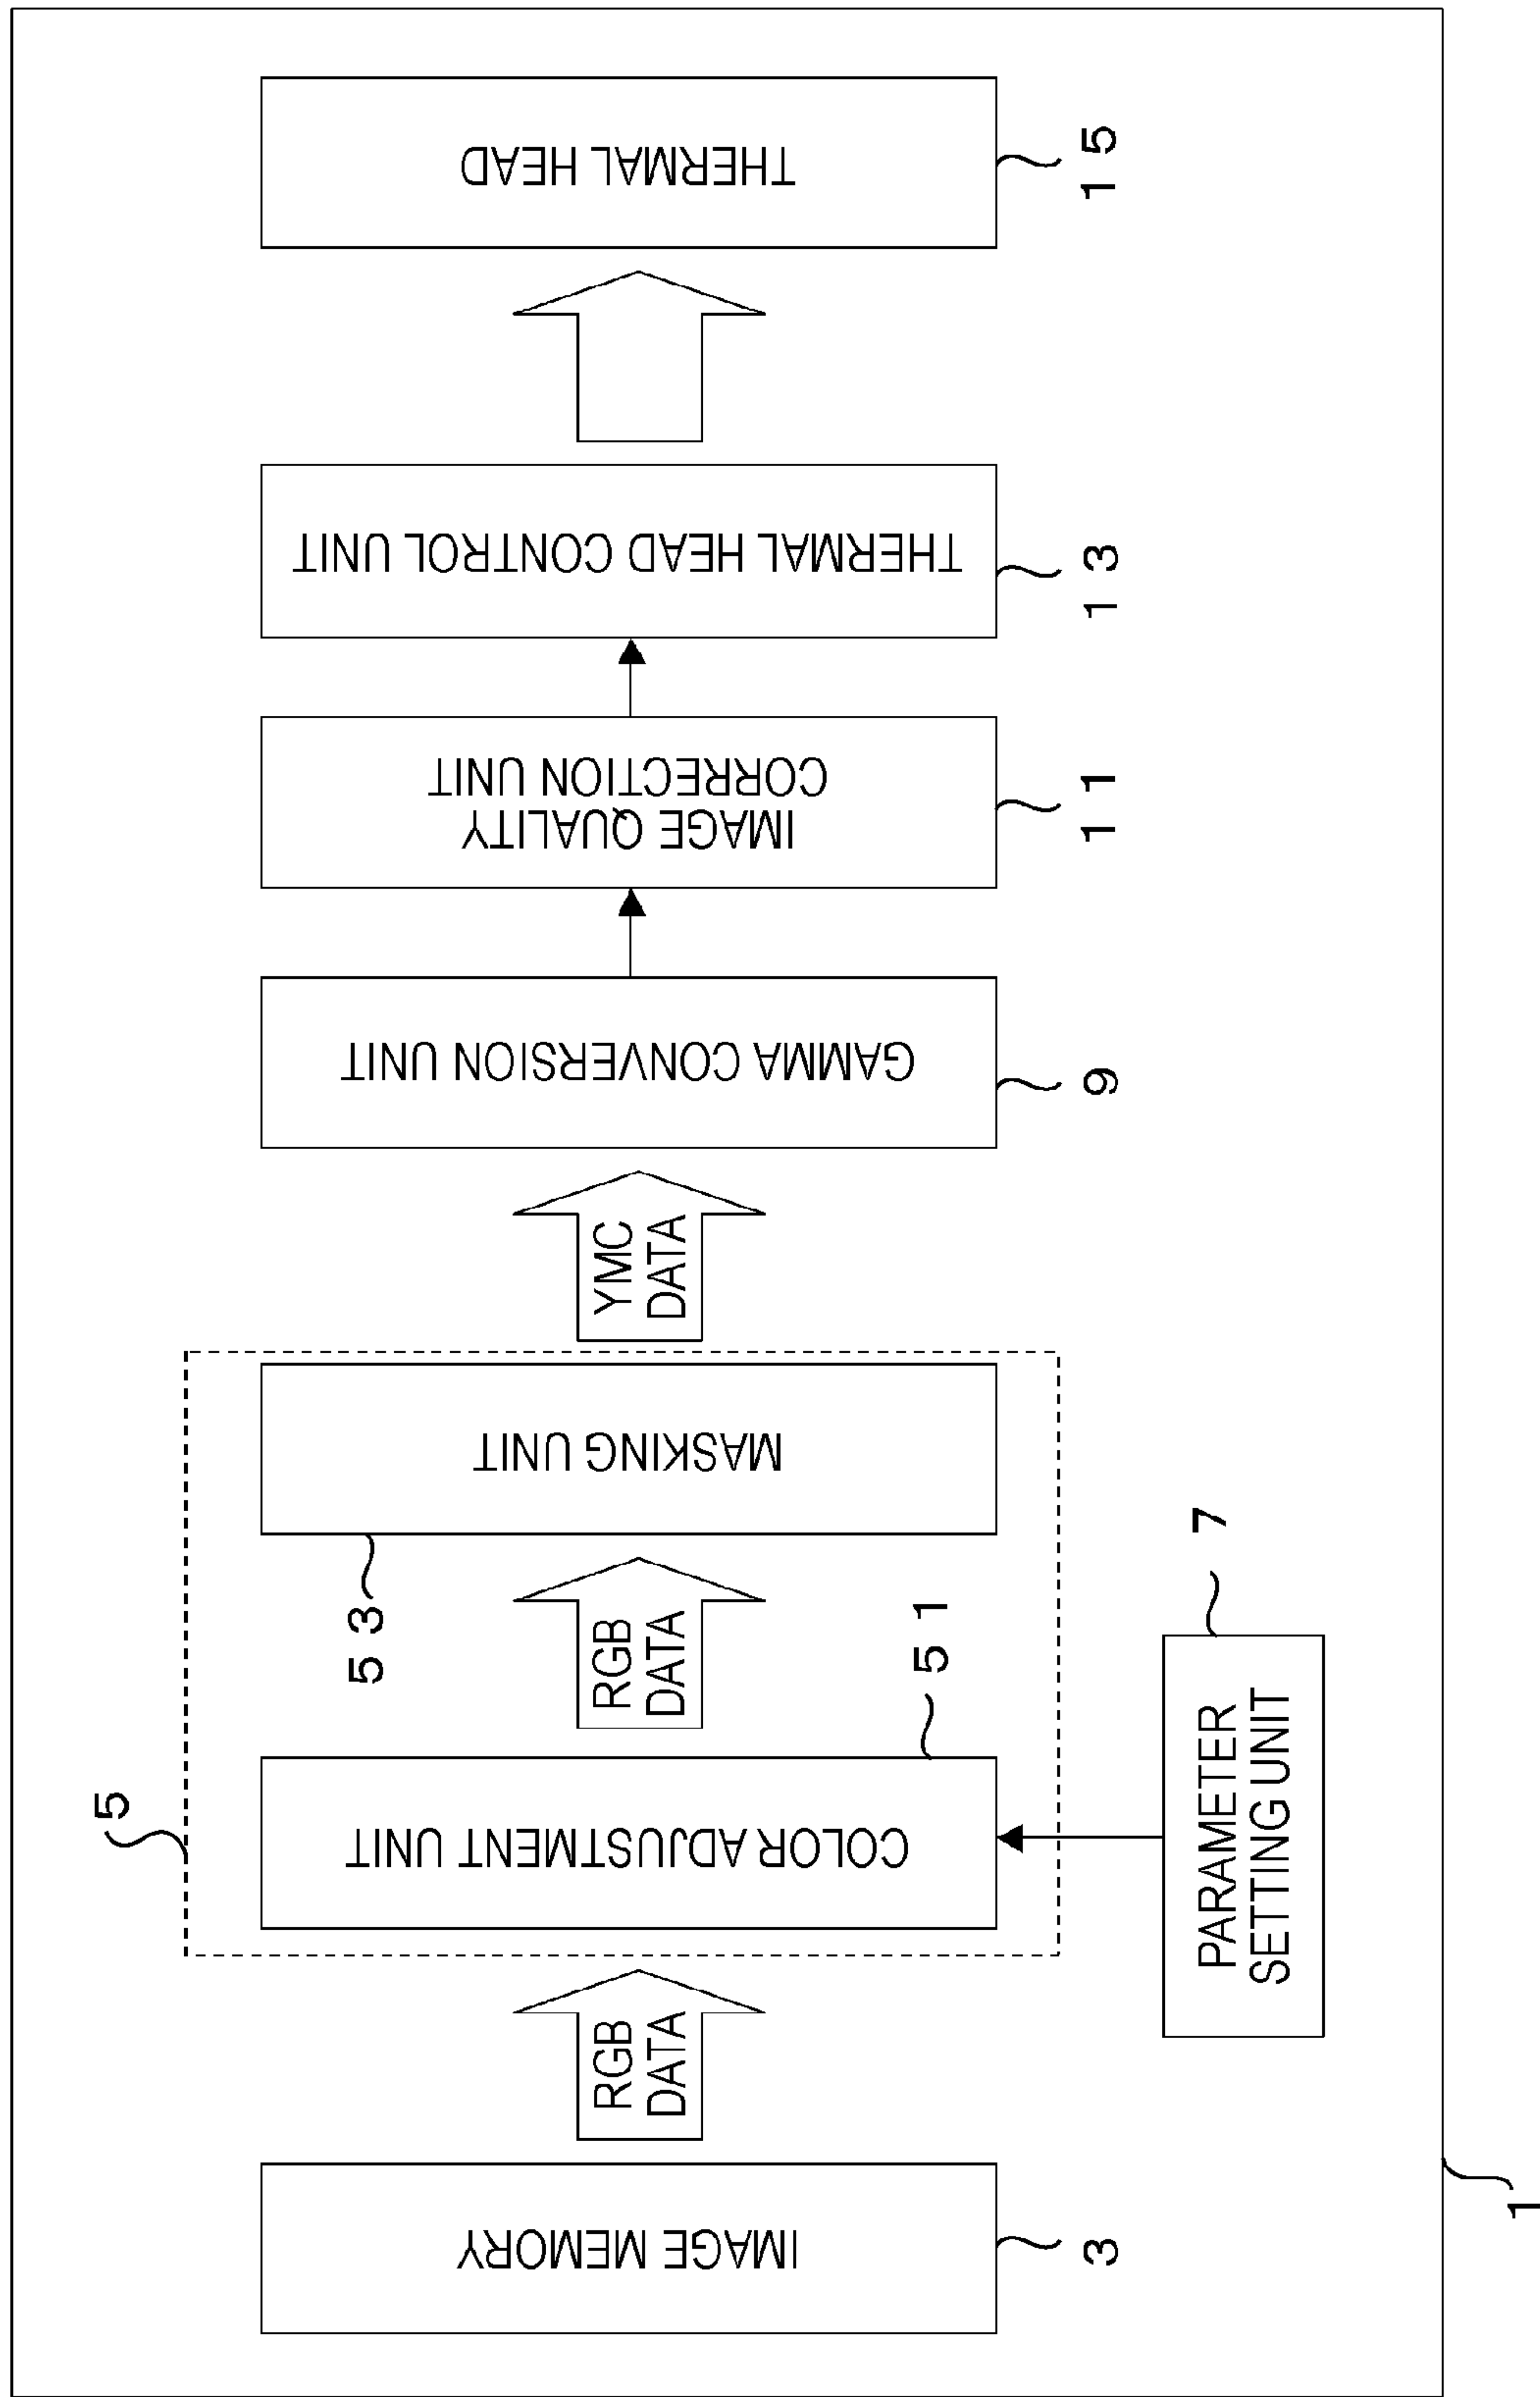 IMAGE MEMORY
3
RGB
DATA
5
COLOR ADJUSTMENT UNIT
51
PARAMETER
SETTING UNIT
7
RGB
DATA
MASKING UNIT
53
YMC
DATA
GAMMA CONVERSION UNIT
9
IMAGE QUALITY
CORRECTION UNIT
11
THERMAL HEAD CONTROL UNIT
13
THERMAL HEAD
15
1